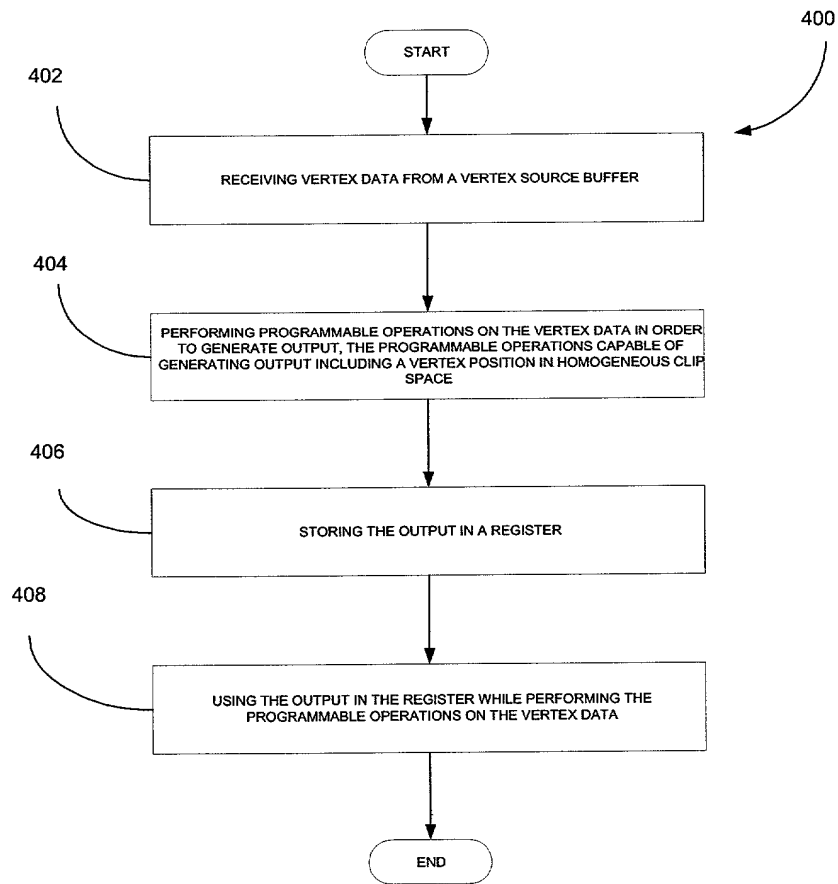 400
START
402
RECEIVING VERTEX DATA FROM A VERTEX SOURCE BUFFER
404
PERFORMING PROGRAMMABLE OPERATIONS ON THE VERTEX DATA IN ORDER
TO GENERATE OUTPUT, THE PROGRAMMABLE OPERATIONS CAPABLE OF
GENERATING OUTPUT INCLUDING A VERTEX POSITION IN HOMOGENEOUS CLIP
SPACE
406
STORING THE OUTPUT IN A REGISTER
408
USING THE OUTPUT IN THE REGISTER WHILE PERFORMING THE
PROGRAMMABLE OPERATIONS ON THE VERTEX DATA
END